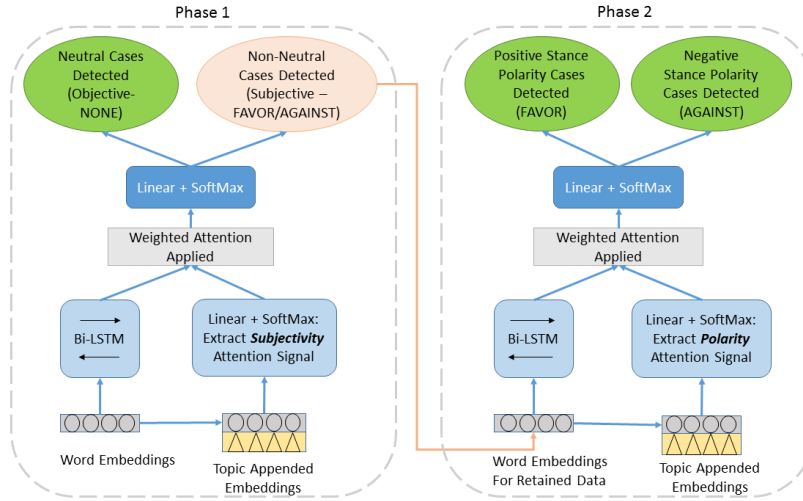 Phase 1
Neutral Cases
Detected
(Objective-
NONE)
Non-Neutral
Cases Detected
(Subjective –
FAVOR/AGAINST)
Linear + SoftMax
Weighted Attention
Applied
Bi-LSTM
Linear + SoftMax:
Extract Subjectivity
Attention Signal
Word Embeddings
Topic Appended
Embeddings
Phase 2
Positive Stance
Polarity Cases
Detected
(FAVOR)
Negative
Stance Polarity
Cases Detected
(AGAINST)
Linear + SoftMax
Weighted Attention
Applied
Bi-LSTM
Linear + SoftMax:
Extract Polarity
Attention Signal
Word Embeddings
For Retained Data
Topic Appended
Embeddings